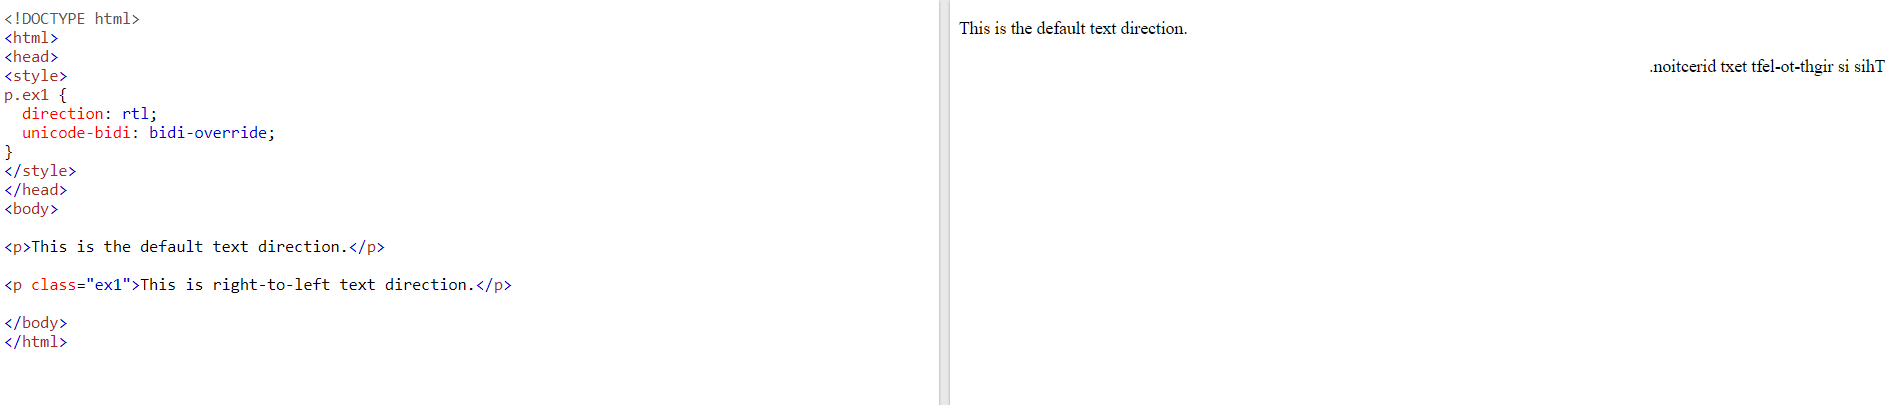 <!DOCTYPE html>
<html>
<head>
<style>
p.ex1 {
  direction: rtl;
  unicode-bidi: bidi-override;
}
</style>
</head>
<body>
<p>This is the default text direction.</p>
<p class="ex1">This is right-to-left text direction.</p>
</body>
</html>
This is the default text direction.
.noitcerid txet tfel-ot-thgir si sihT